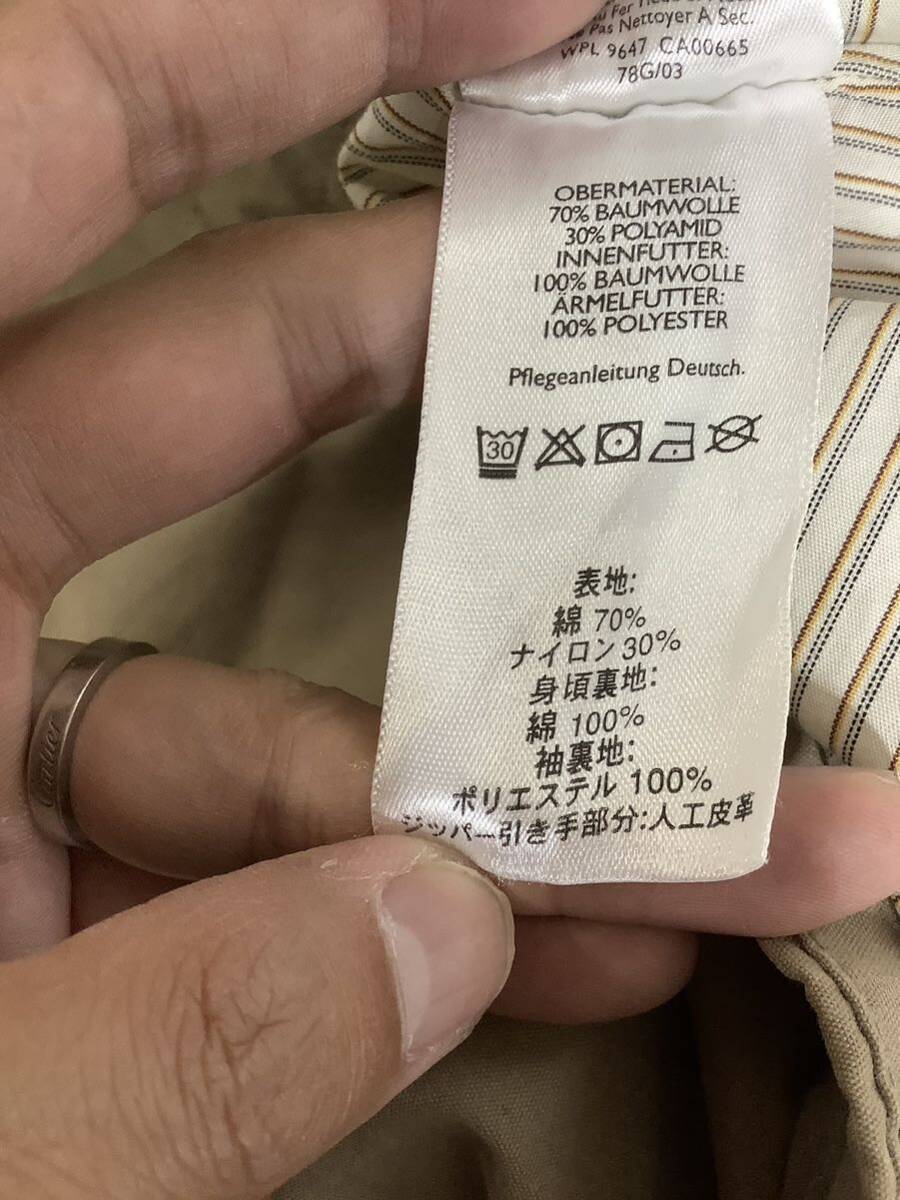 Pas Nettoyer A Sec.
WPL 9647 CA00665
78G/03
OBERMATERIAL:
70% BAUMWOLLE
30% POLYAMID
INNENFUTTER:
100% BAUMWOLLE
ÄRMELFUTTER:
100% POLYESTER
Pflegeanleitung Deutsch.
30
表地:
綿 70%
ナイロン 30%
身頃裏地:
綿 100%
袖裏地:
ポリエステル 100%
ジッパー引き手部分:人工皮革
Cartier